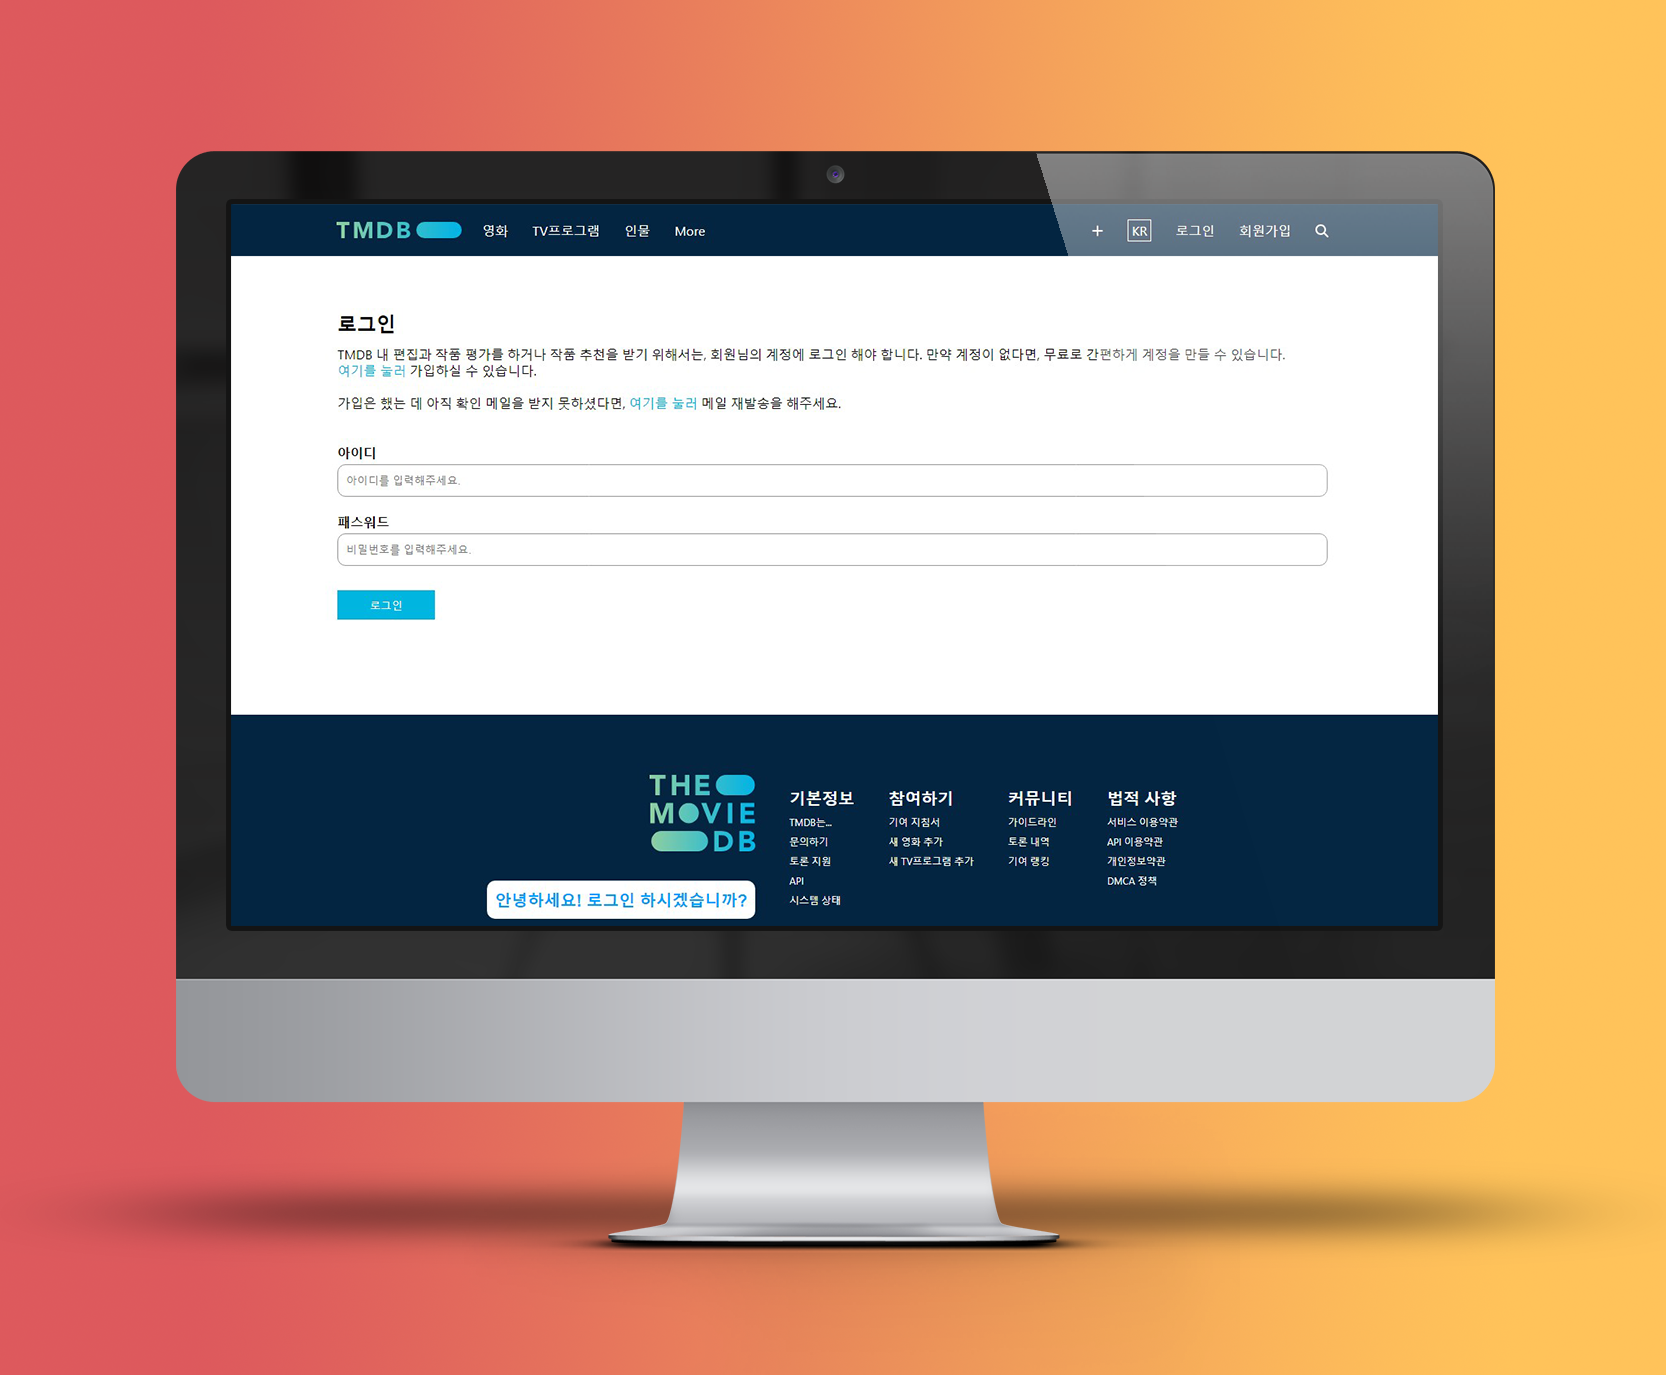 TMDB 영화 TV프로그램 인물 More + KR 로그인 회원가입
로그인
TMDB 내 편집과 작품 평가를 하거나 작품 추천을 받기 위해서는, 회원님의 계정에 로그인 해야 합니다. 만약 계정이 없다면, 무료로 간편하게 계정을 만들 수 있습니다.
여기를 눌러 가입하실 수 있습니다.
가입은 했는 데 아직 확인 메일을 받지 못하셨다면, 여기를 눌러 메일 재발송을 해주세요.
아이디
아이디를 입력해주세요.
패스워드
비밀번호를 입력해주세요.
로그인
THE
MOVIE
DB
안녕하세요! 로그인 하시겠습니까?
기본정보
TMDB는...
문의하기
토론 지원
API
시스템 상태
참여하기
기여 지침서
새 영화 추가
새 TV프로그램 추가
커뮤니티
가이드라인
토론 내역
기여 랭킹
법적 사항
서비스 이용약관
API 이용약관
개인정보약관
DMCA 정책